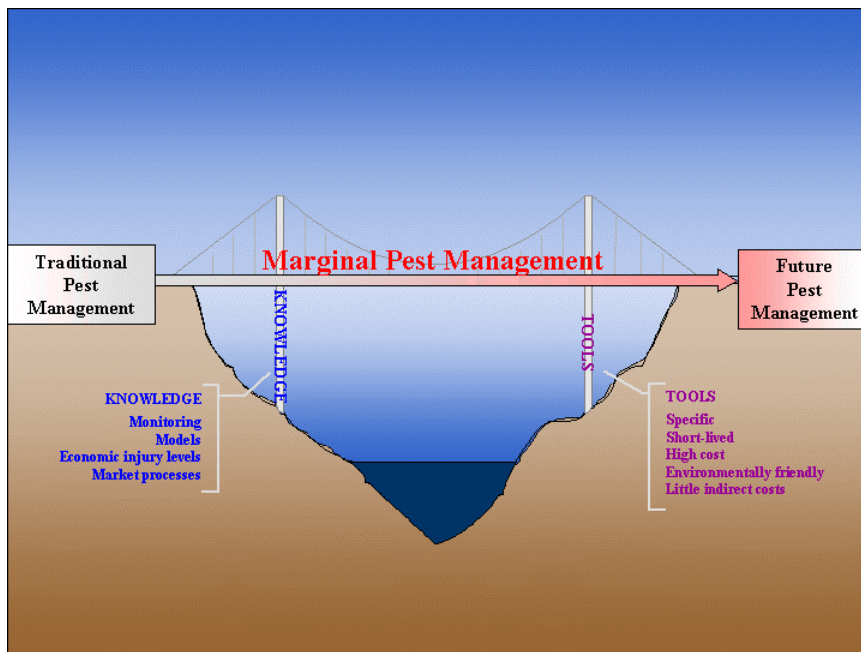 Marginal Pest Management
Traditional
Pest
Management
Future
Pest
Management
KNOWLEDGE
TOOLS
KNOWLEDGE
Monitoring
Models
Economic injury levels
Market processes
TOOLS
Specific
Short-lived
High cost
Environmentally friendly
Little indirect costs